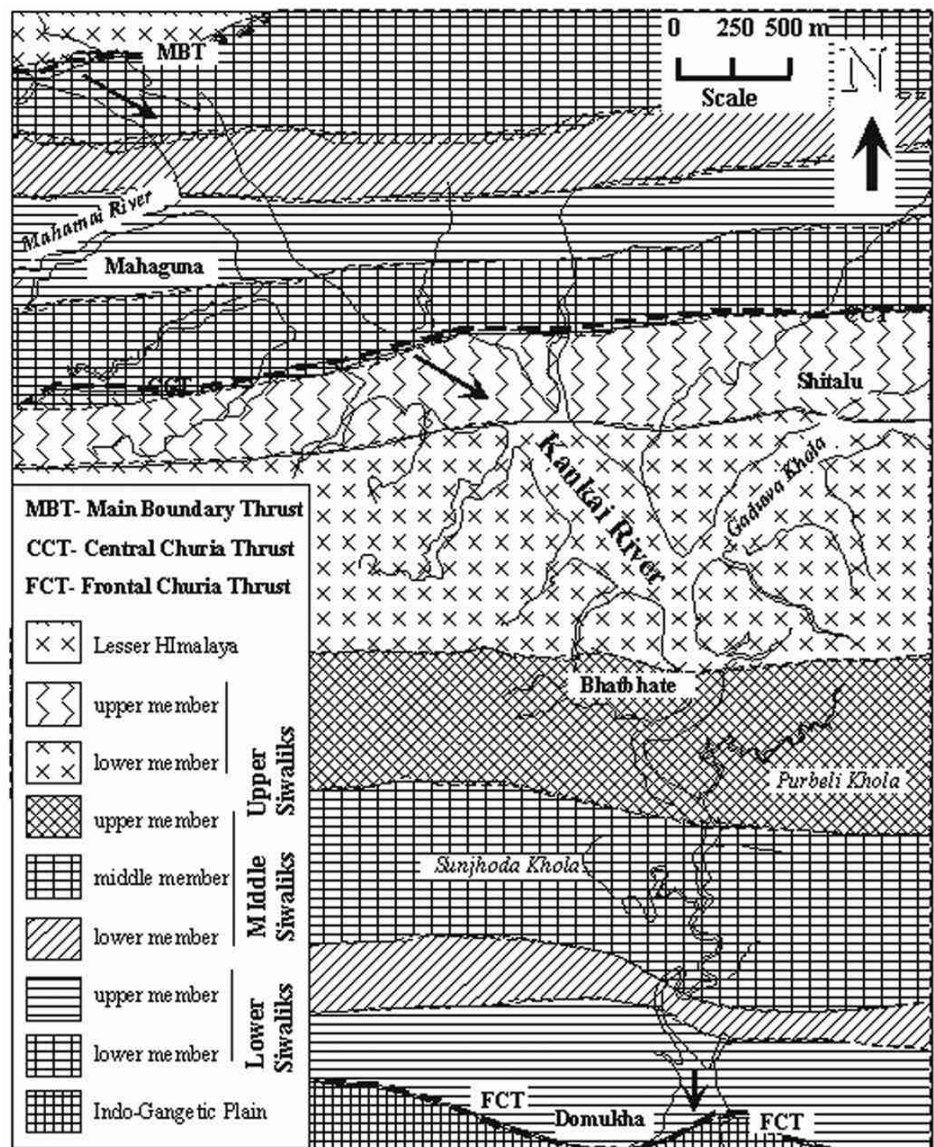 MBT
0 250 500 m
Scale
N
Mahamai River
Mahaguna
CCT
CCT
Shitalu
Kankai River
Gaduwa Khola
MBT- Main Boundary Thrust
CCT- Central Churia Thrust
FCT- Frontal Churia Thrust
Lesser HImalaya
upper member
lower member
Upper Siwaliks
upper member
middle member
lower member
MIddle Siwaliks
upper member
lower member
Lower Siwaliks
Indo-Gangetic Plain
Bhatbhate
Purbeli Khola
Sunjhoda Khola
FCT
Domukha
FCT